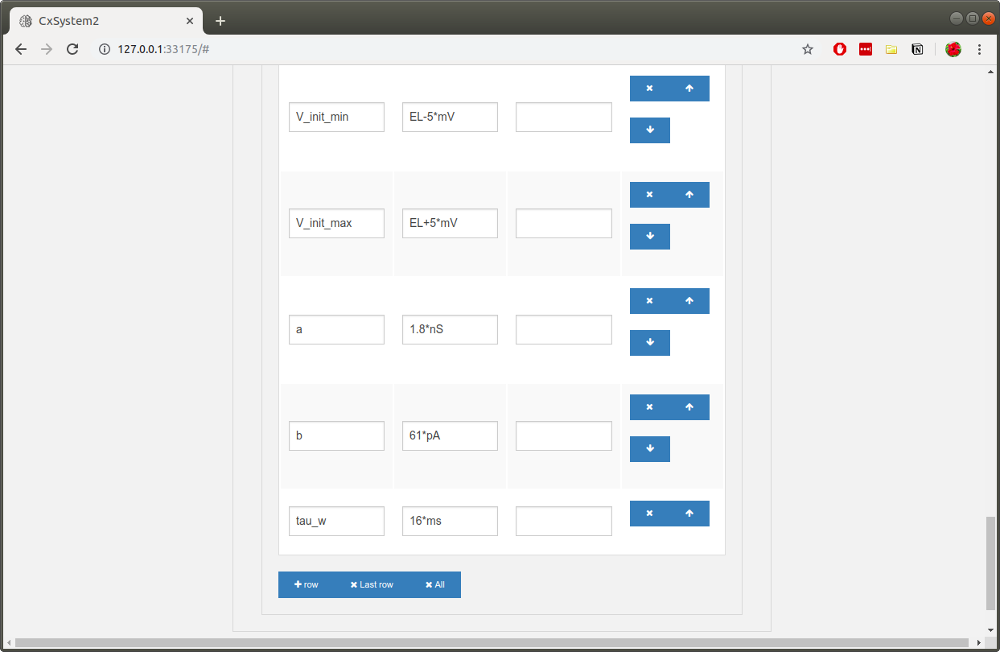 CxSystem2
127.0.0.1:33175/#
V_init_min EL-5*mV
V_init_max EL+5*mV
a 1.8*nS
b 61*pA
tau_w 16*ms
row Last row All